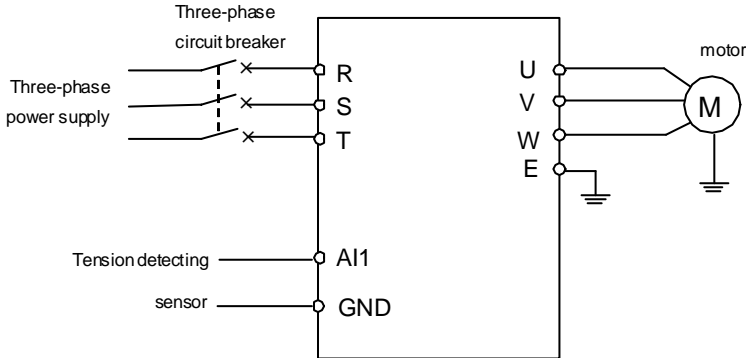 Three-phase
circuit breaker
Three-phase
power supply
R
S
T
U
V
W
E
motor
M
Tension detecting
AI1
sensor
GND